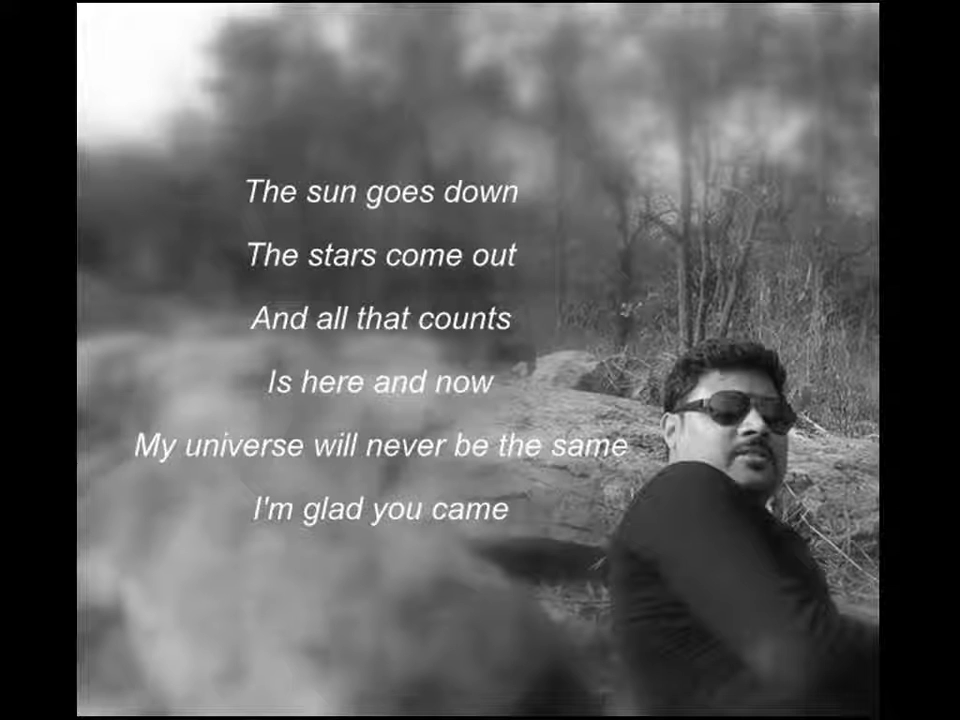 The sun goes down
The stars come out
And all that counts
Is here and now
My universe will never be the same
I'm glad you came